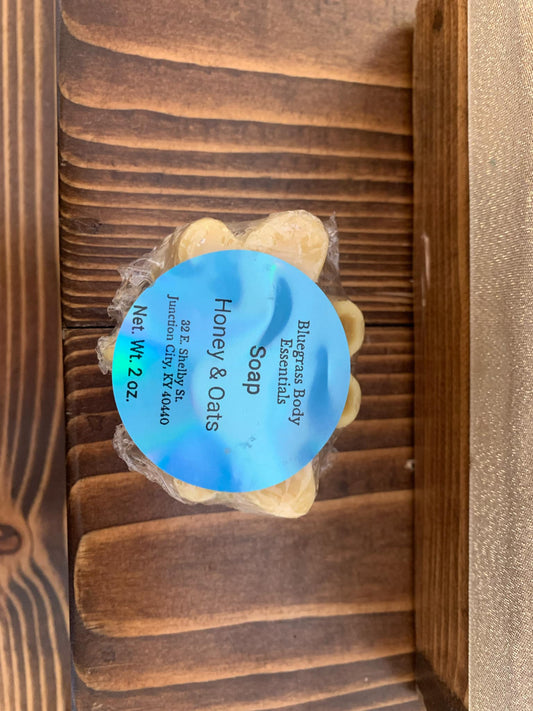 Bluegrass Body
Essentials
Soap
Honey & Oats
32 E. Shelby St.
Junction City, KY 40440
Net. Wt. 2 oz.